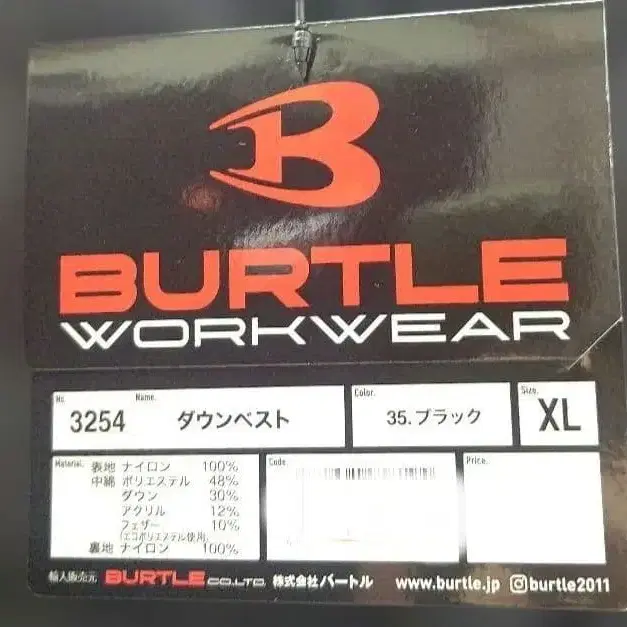 B
BURTLE
WORKWEAR
No. Name. Color. Size.
3254 ダウンベスト 35.ブラック XL
Material. 表地 ナイロン 100% Code. Price.
中綿 ポリエステル 48%
ダウン 30%
アクリル 12%
フェザー 10%
(エコポリエステル使用)
裏地 ナイロン 100%
輸入販売元 BURTLE CO.LTD. 株式会社バートル www.burtle.jp burtle2011